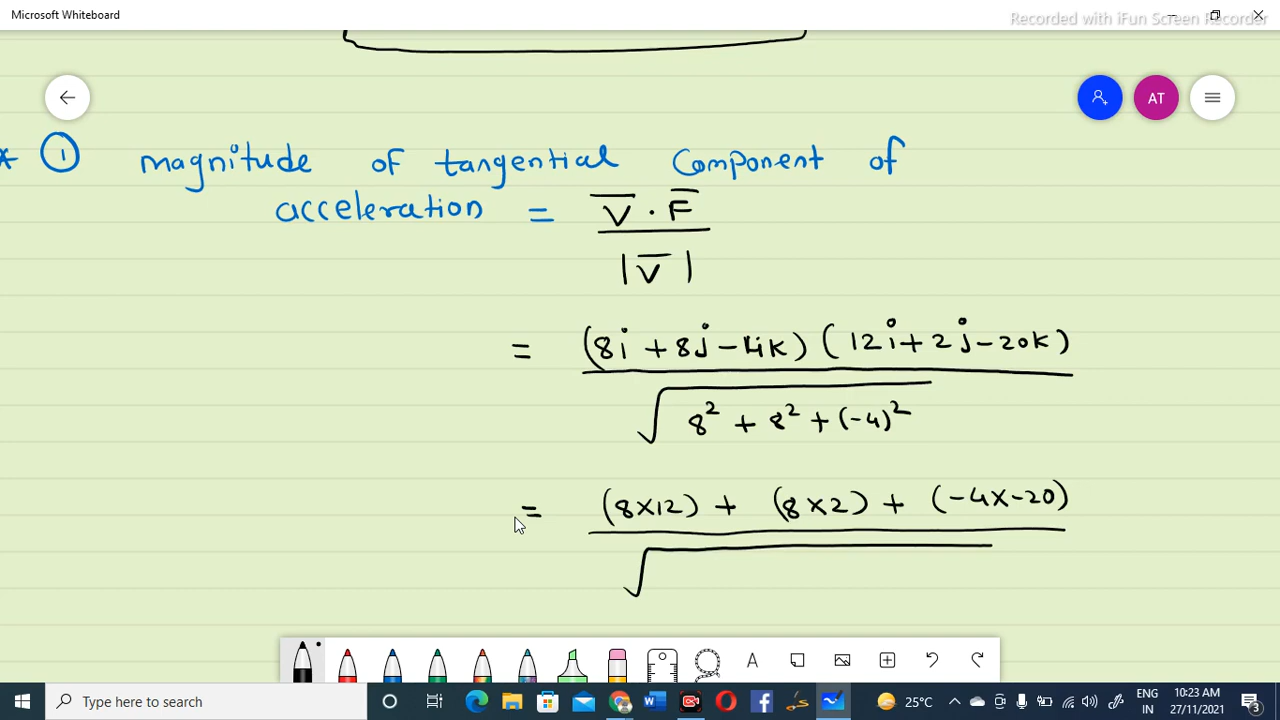 Microsoft Whiteboard
Recorded with iFun Screen Recorder
AT
* ① magnitude of tangential Component of
acceleration = V̅ · F̅
|V̅|
= (8i + 8j - 4k) (12i + 2j - 20k)
√8² + 8² + (-4)²
= (8×12) + (8×2) + (-4×-20)
√
A
Type here to search
W
25°C
ENG
IN
10:23 AM
27/11/2021
3